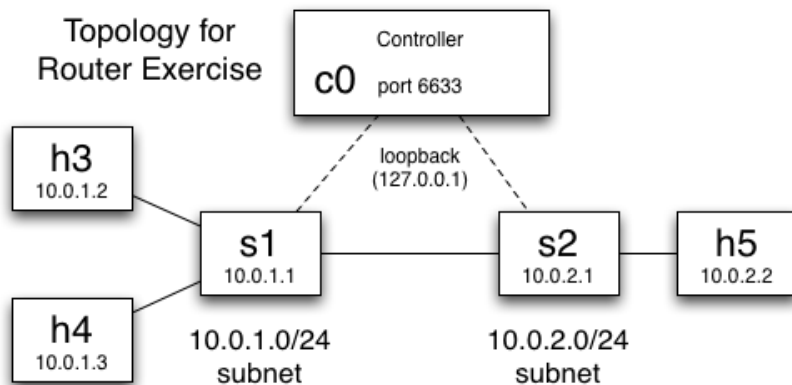 Topology for
Router Exercise
Controller
c0 port 6633
loopback
(127.0.0.1)
h3
10.0.1.2
s1
10.0.1.1
s2
10.0.2.1
h5
10.0.2.2
h4
10.0.1.3
10.0.1.0/24
subnet
10.0.2.0/24
subnet